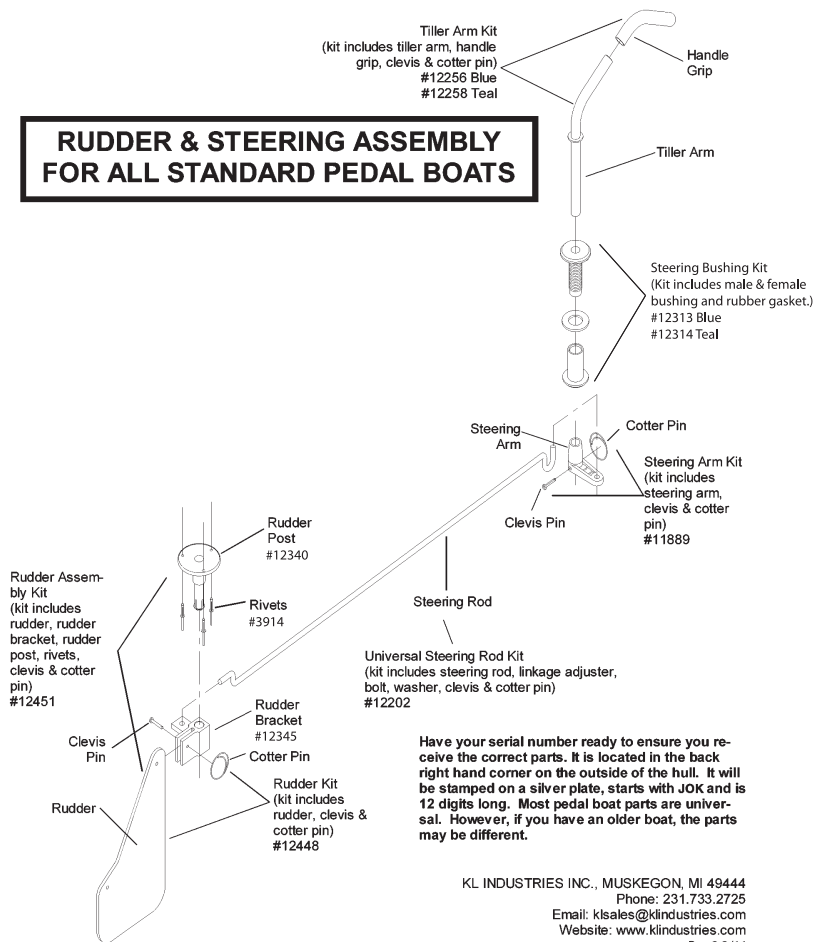 Tiller Arm Kit
(kit includes tiller arm, handle
grip, clevis & cotter pin)
#12256 Blue
#12258 Teal
Handle
Grip
RUDDER & STEERING ASSEMBLY
FOR ALL STANDARD PEDAL BOATS
Tiller Arm
Steering Bushing Kit
(Kit includes male & female
bushing and rubber gasket.)
#12313 Blue
#12314 Teal
Steering
Arm
Cotter Pin
Steering Arm Kit
(kit includes
steering arm,
clevis & cotter
pin)
#11889
Clevis Pin
Rudder
Post
#12340
Rudder Assem-
bly Kit
(kit includes
rudder, rudder
bracket, rudder
post, rivets,
clevis & cotter
pin)
#12451
Rivets
#3914
Steering Rod
Universal Steering Rod Kit
(kit includes steering rod, linkage adjuster,
bolt, washer, clevis & cotter pin)
#12202
Rudder
Bracket
#12345
Clevis
Pin
Cotter Pin
Rudder Kit
(kit includes
rudder, clevis &
cotter pin)
#12448
Rudder
Have your serial number ready to ensure you re-
ceive the correct parts. It is located in the back
right hand corner on the outside of the hull. It will
be stamped on a silver plate, starts with JOK and is
12 digits long. Most pedal boat parts are univer-
sal. However, if you have an older boat, the parts
may be different.
KL INDUSTRIES INC., MUSKEGON, MI 49444
Phone: 231.733.2725
Email: klsales@klindustries.com
Website: www.klindustries.com